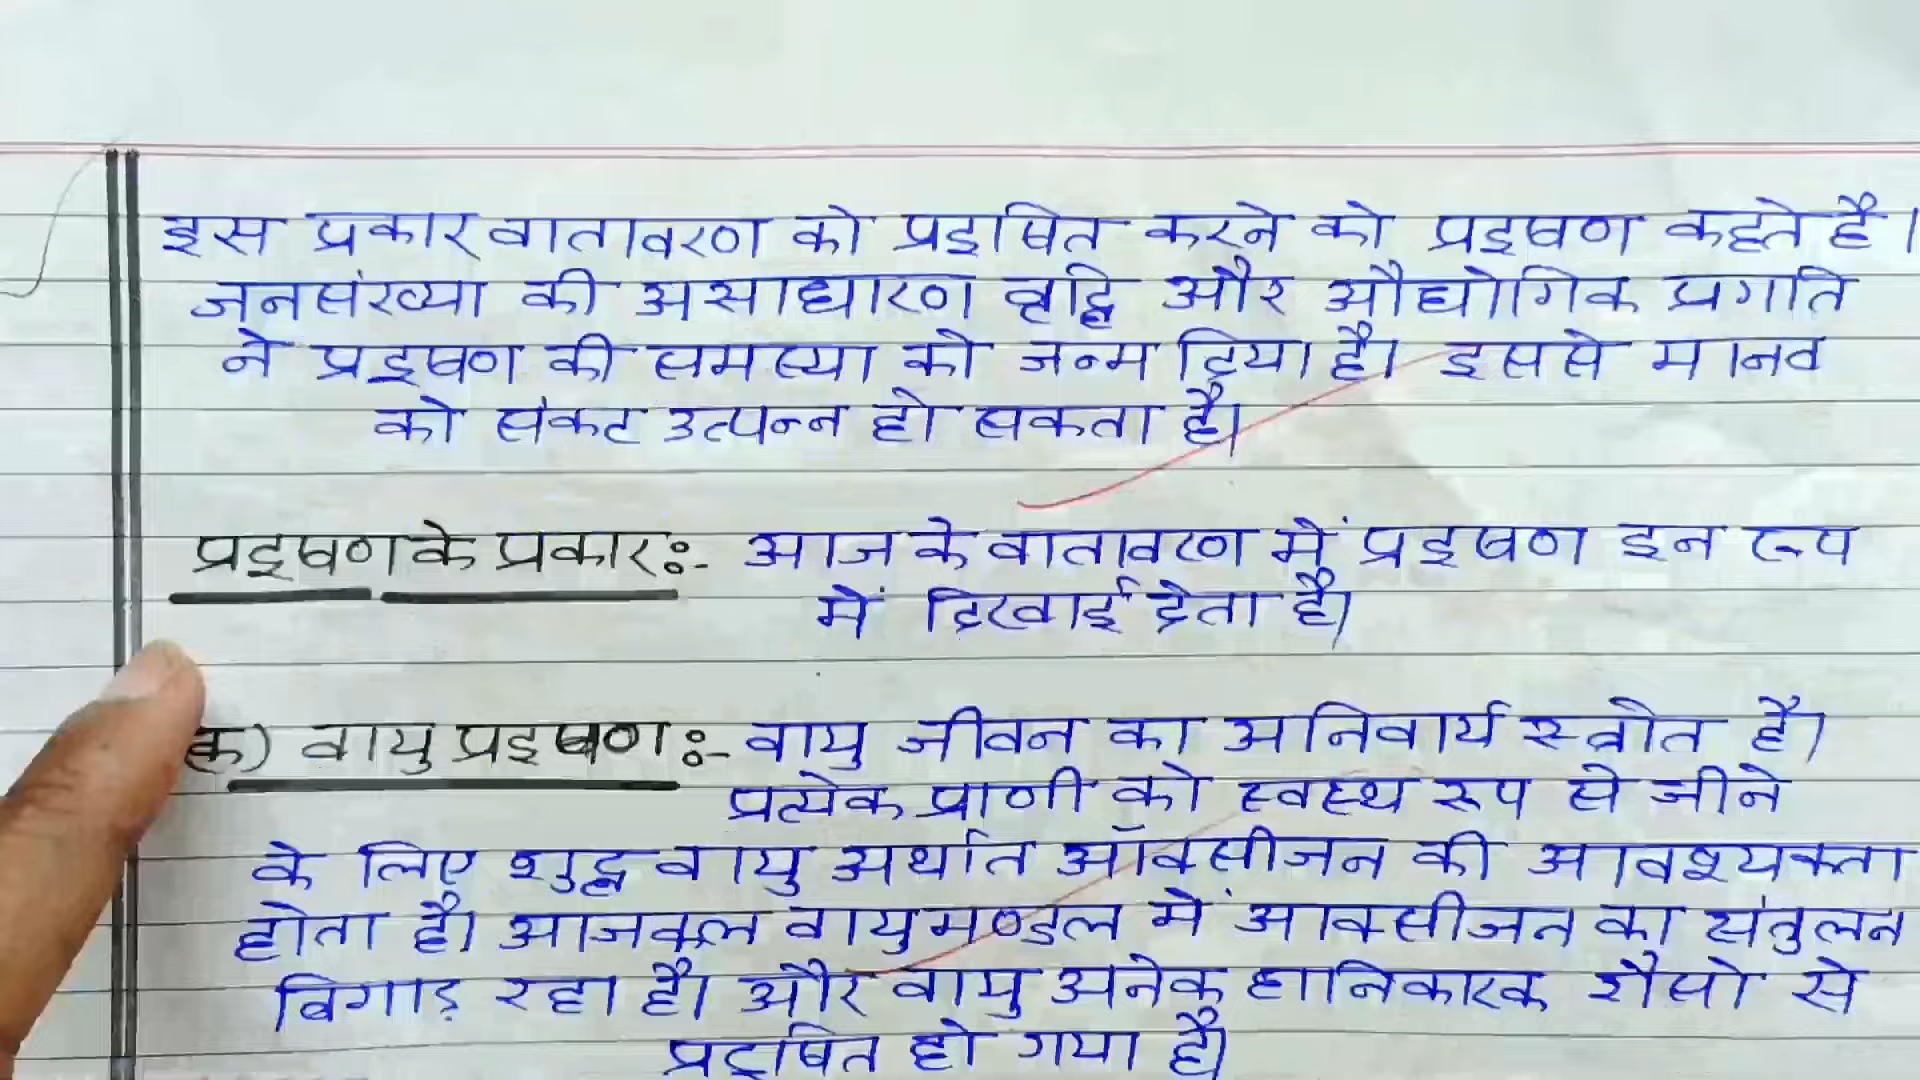 इस प्रकार वातावरण को प्रदूषित करने को प्रदूषण कहते है।
जनसंख्या की असाधारण वृद्धि और औद्योगिक प्रगति
ने प्रदूषण की समस्या को जन्म दिया है। इससे मानव
को संकट उत्पन्न हो सकता है।
प्रदूषण के प्रकार:- आज के वातावरण में प्रदूषण इन रूप
में दिखाई देता है।
क) वायु प्रदूषण:- वायु जीवन का अनिवार्य स्त्रोत है।
प्रत्येक प्राणी को स्वस्थ रूप से जीने
के लिए शुद्ध वायु अर्थात ऑक्सीजन की आवश्यक्ता
होता है। आजकल वायुमण्डल में आक्सीजन का संतुलन
बिगाड़ रहा है। और वायु अनेक हानिकारक गैसो से
प्रदूषित हो गया है।